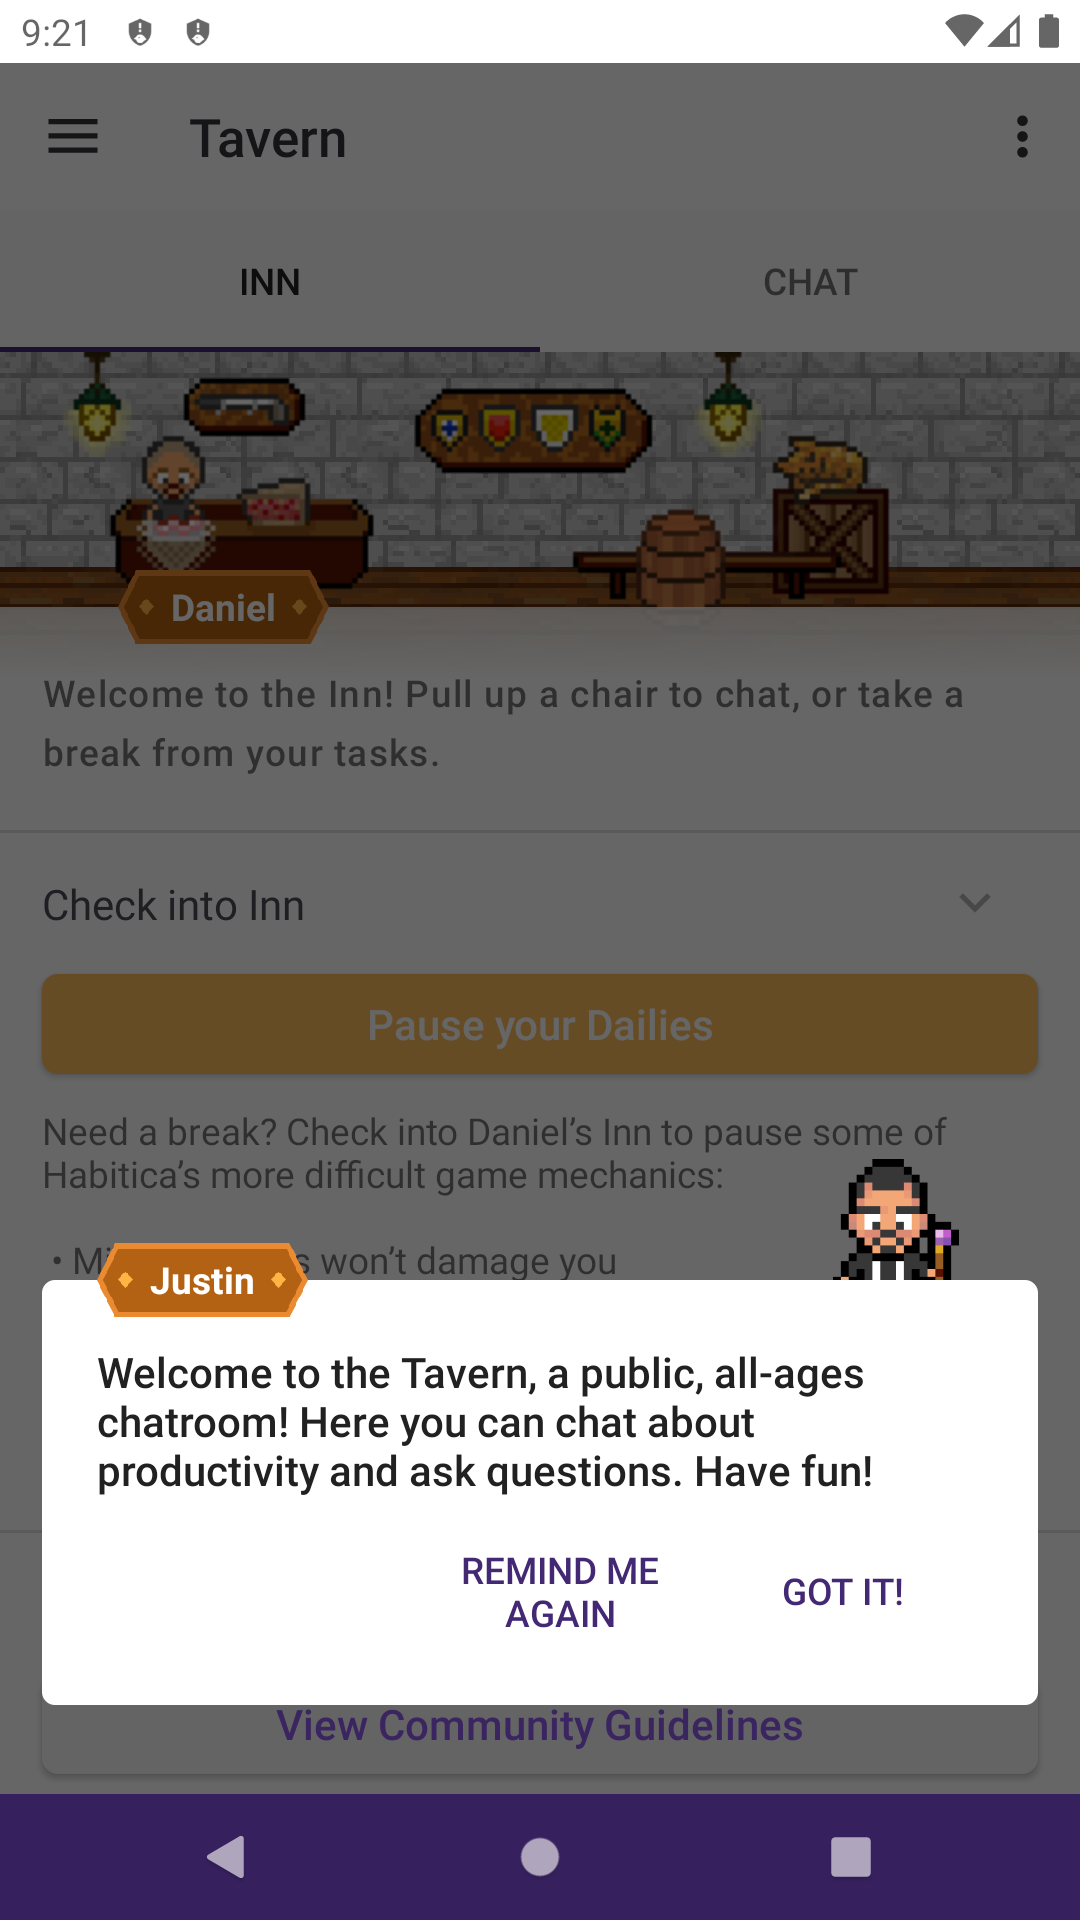 9:21
Tavern
INN
CHAT
Daniel
Welcome to the Inn! Pull up a chair to chat, or take a
break from your tasks.
Check into Inn
Pause your Dailies
Need a break? Check into Daniel’s Inn to pause some of
Habitica’s more difficult game mechanics:
won’t damage you
Justin
Welcome to the Tavern, a public, all-ages
chatroom! Here you can chat about
productivity and ask questions. Have fun!
REMIND ME
AGAIN
GOT IT!
View Community Guidelines